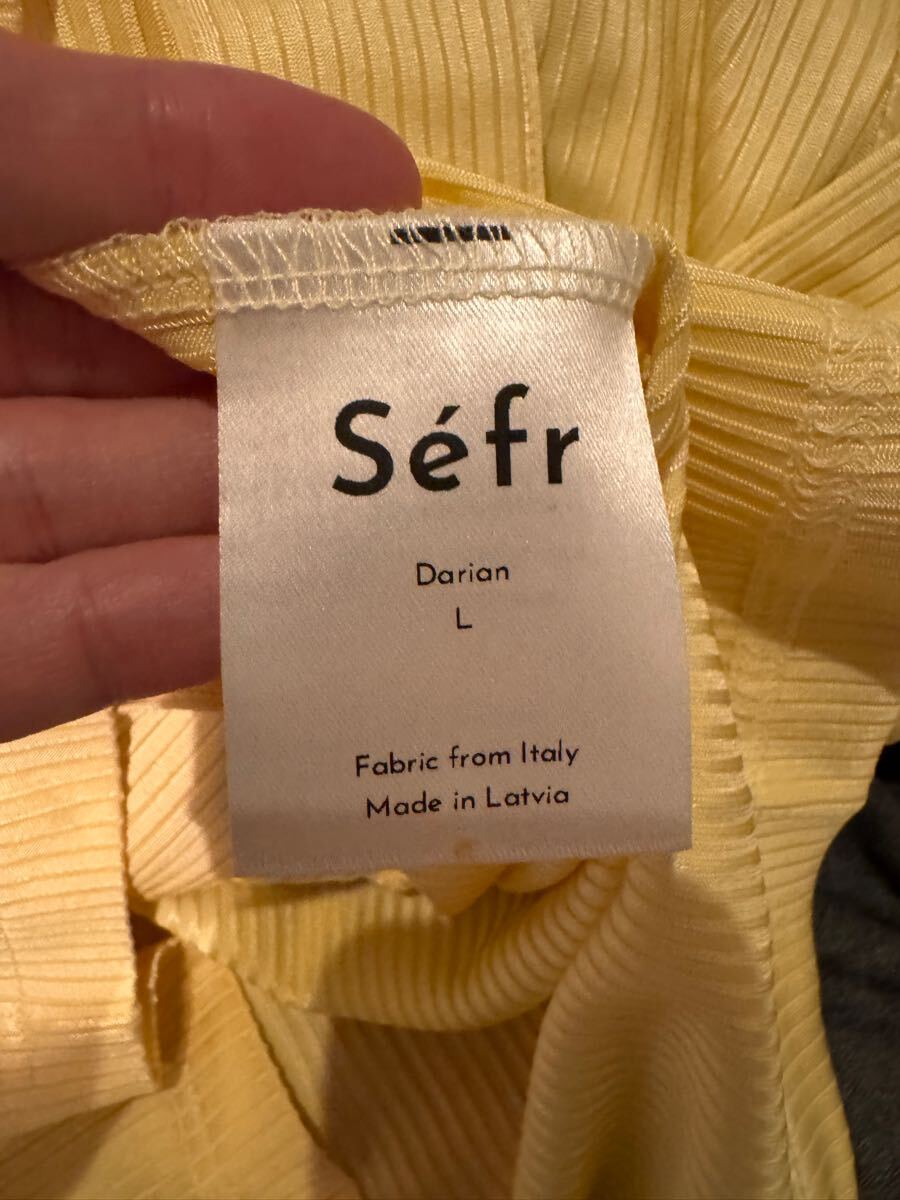 Séfr
Darian
L
Fabric from Italy
Made in Latvia